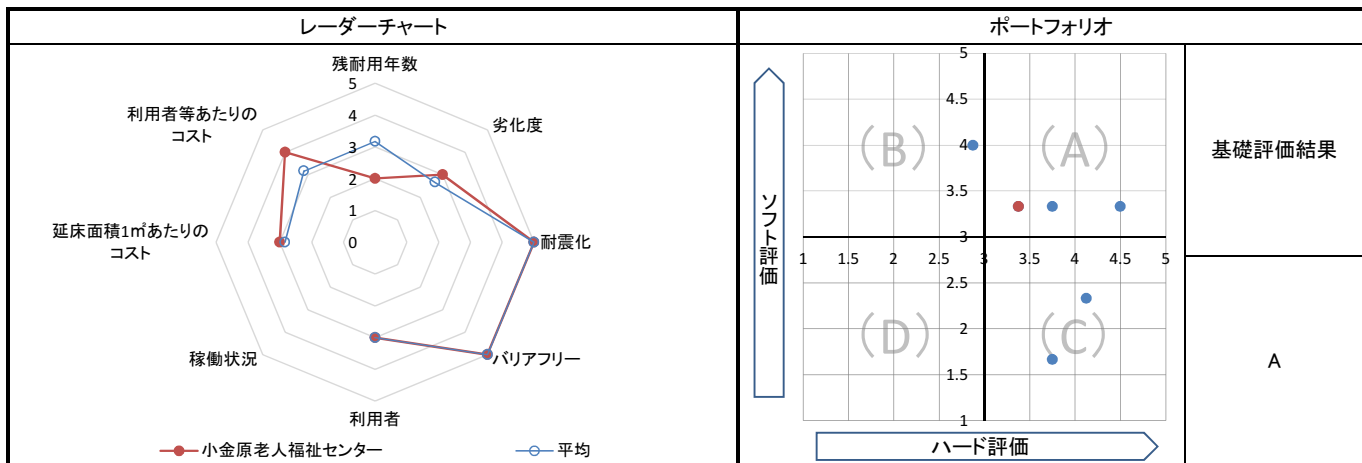 レーダーチャート
残耐用年数
劣化度
耐震化
バリアフリー
利用者
稼働状況
延床面積1㎡あたりの
コスト
利用者等あたりの
コスト
5
4
3
2
1
0
小金原老人福祉センター
平均
ポートフォリオ
ソフト評価
5
4.5
4
3.5
3
2.5
2
1.5
1
1 1.5 2 2.5 3 3.5 4 4.5 5
(B)
(A)
(D)
(C)
ハード評価
基礎評価結果
A